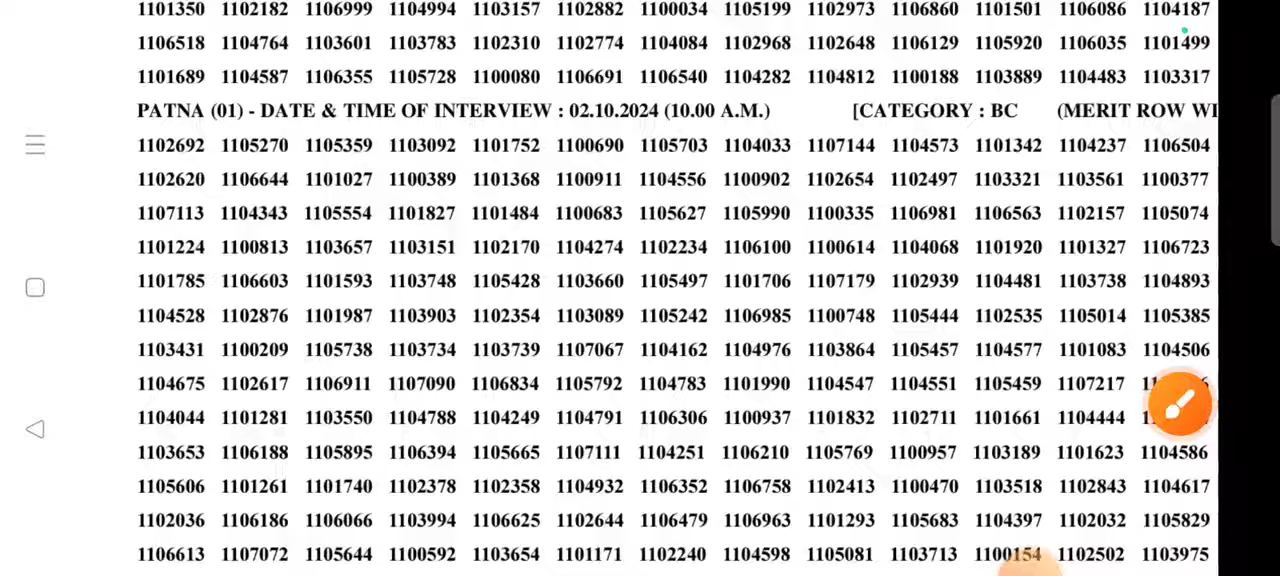 1101350 1102182 1106999 1104994 1103157 1102882 1100034 1105199 1102973 1106860 1101501 1106086 1104187
1106518 1104764 1103601 1103783 1102310 1102774 1104084 1102968 1102648 1106129 1105920 1106035 1101499
1101689 1104587 1106355 1105728 1100080 1106691 1106540 1104282 1104812 1100188 1103889 1104483 1103317
PATNA (01) - DATE & TIME OF INTERVIEW : 02.10.2024 (10.00 A.M.) [CATEGORY : BC (MERIT ROW WI
1102692 1105270 1105359 1103092 1101752 1100690 1105703 1104033 1107144 1104573 1101342 1104237 1106504
1102620 1106644 1101027 1100389 1101368 1100911 1104556 1100902 1102654 1102497 1103321 1103561 1100377
1107113 1104343 1105554 1101827 1101484 1100683 1105627 1105990 1100335 1106981 1106563 1102157 1105074
1101224 1100813 1103657 1103151 1102170 1104274 1102234 1106100 1100614 1104068 1101920 1101327 1106723
1101785 1106603 1101593 1103748 1105428 1103660 1105497 1101706 1107179 1102939 1104481 1103738 1104893
1104528 1102876 1101987 1103903 1102354 1103089 1105242 1106985 1100748 1105444 1102535 1105014 1105385
1103431 1100209 1105738 1103734 1103739 1107067 1104162 1104976 1103864 1105457 1104577 1101083 1104506
1104675 1102617 1106911 1107090 1106834 1105792 1104783 1101990 1104547 1104551 1105459 1107217
1104044 1101281 1103550 1104788 1104249 1104791 1106306 1100937 1101832 1102711 1101661 1104444
1103653 1106188 1105895 1106394 1105665 1107111 1104251 1106210 1105769 1100957 1103189 1101623 1104586
1105606 1101261 1101740 1102378 1102358 1104932 1106352 1106758 1102413 1100470 1103518 1102843 1104617
1102036 1106186 1106066 1103994 1106625 1102644 1106479 1106963 1101293 1105683 1104397 1102032 1105829
1106613 1107072 1105644 1100592 1103654 1101171 1102240 1104598 1105081 1103713 1100154 1102502 1103975